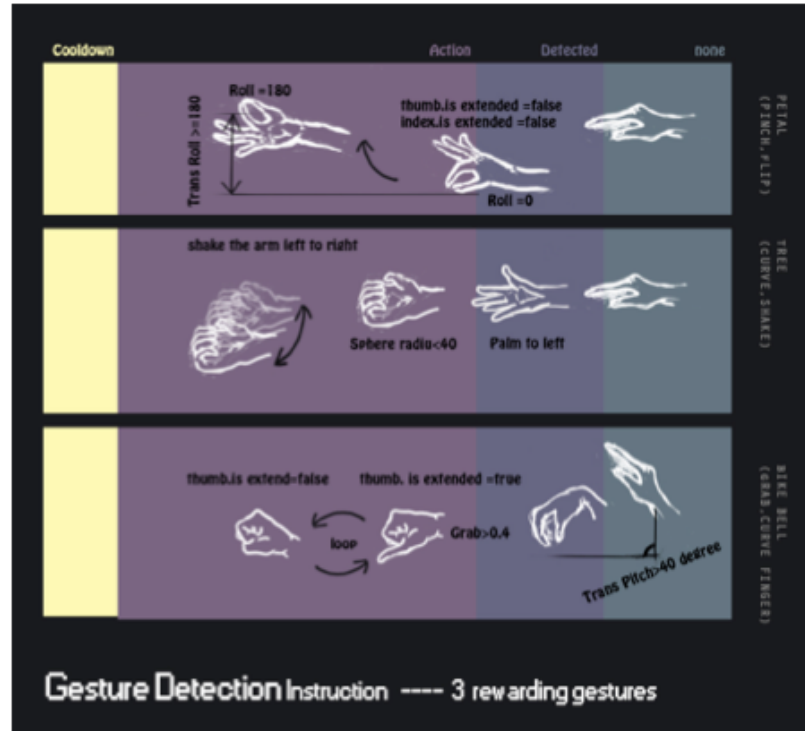 Cooldown Action Detected none
Roll =180
Trans Roll >=180
thumb.is extended =false
index.is extended =false
Roll =0
PETAL
(PINCH,FLIP)
shake the arm left to right
Sphere radiu<40
Palm to left
TREE
(CURVE,SHAKE)
thumb.is extend=false
thumb. is extended =true
loop
Grab>0.4
Trans Pitch>40 degree
BIKE BELL
(GRAB,CURVE FINGER)
Gesture Detection Instruction ---- 3 rewarding gestures